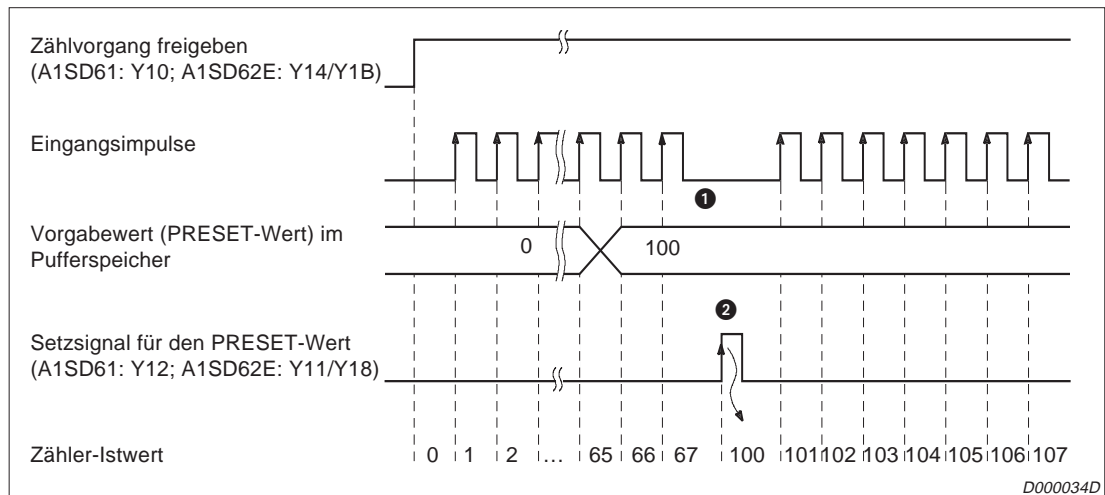 Zählvorgang freigeben
(A1SD61: Y10; A1SD62E: Y14/Y1B)
Eingangsimpulse
❶
Vorgabewert (PRESET-Wert) im
Pufferspeicher
0 100
❷
Setzsignal für den PRESET-Wert
(A1SD61: Y12; A1SD62E: Y11/Y18)
Zähler-Istwert 0 1 2 ... 65 66 67 100 101 102 103 104 105 106 107
D000034D